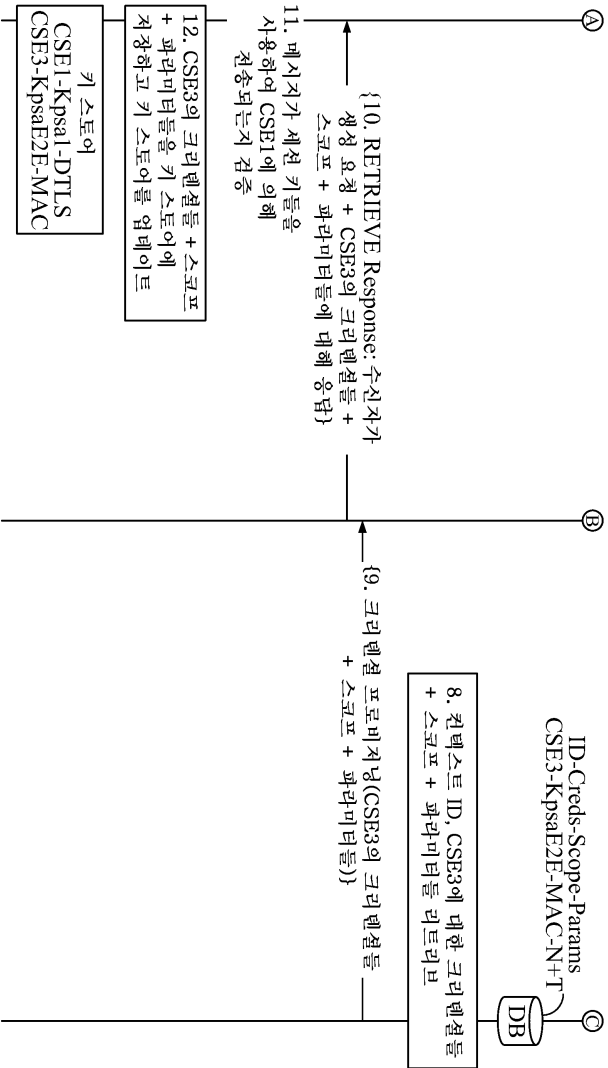 Ⓐ
Ⓑ
Ⓒ
ID-Creds-Scope-Params
CSE3-KpsaE2E-MAC-N+T
DB
8. 컨텍스트 ID, CSE3에 대한 크리덴셜들
+ 스코프 + 파라미터들 리트리브
{9. 크리덴셜 프로비저닝(CSE3의 크리덴셜들
+ 스코프 + 파라미터들)}
{10. RETRIEVE Response: 수신자가
생성 요청 + CSE3의 크리덴셜들 +
스코프 + 파라미터들에 대해 응답}
11. 메시지가 세션 키들을
사용하여 CSE1에 의해
전송되는지 검증
12. CSE3의 크리덴셜들 + 스코프
+ 파라미터들을 키 스토어에
저장하고 키 스토어를 업데이트
키 스토어
CSE1-Kpsa1-DTLS
CSE3-KpsaE2E-MAC